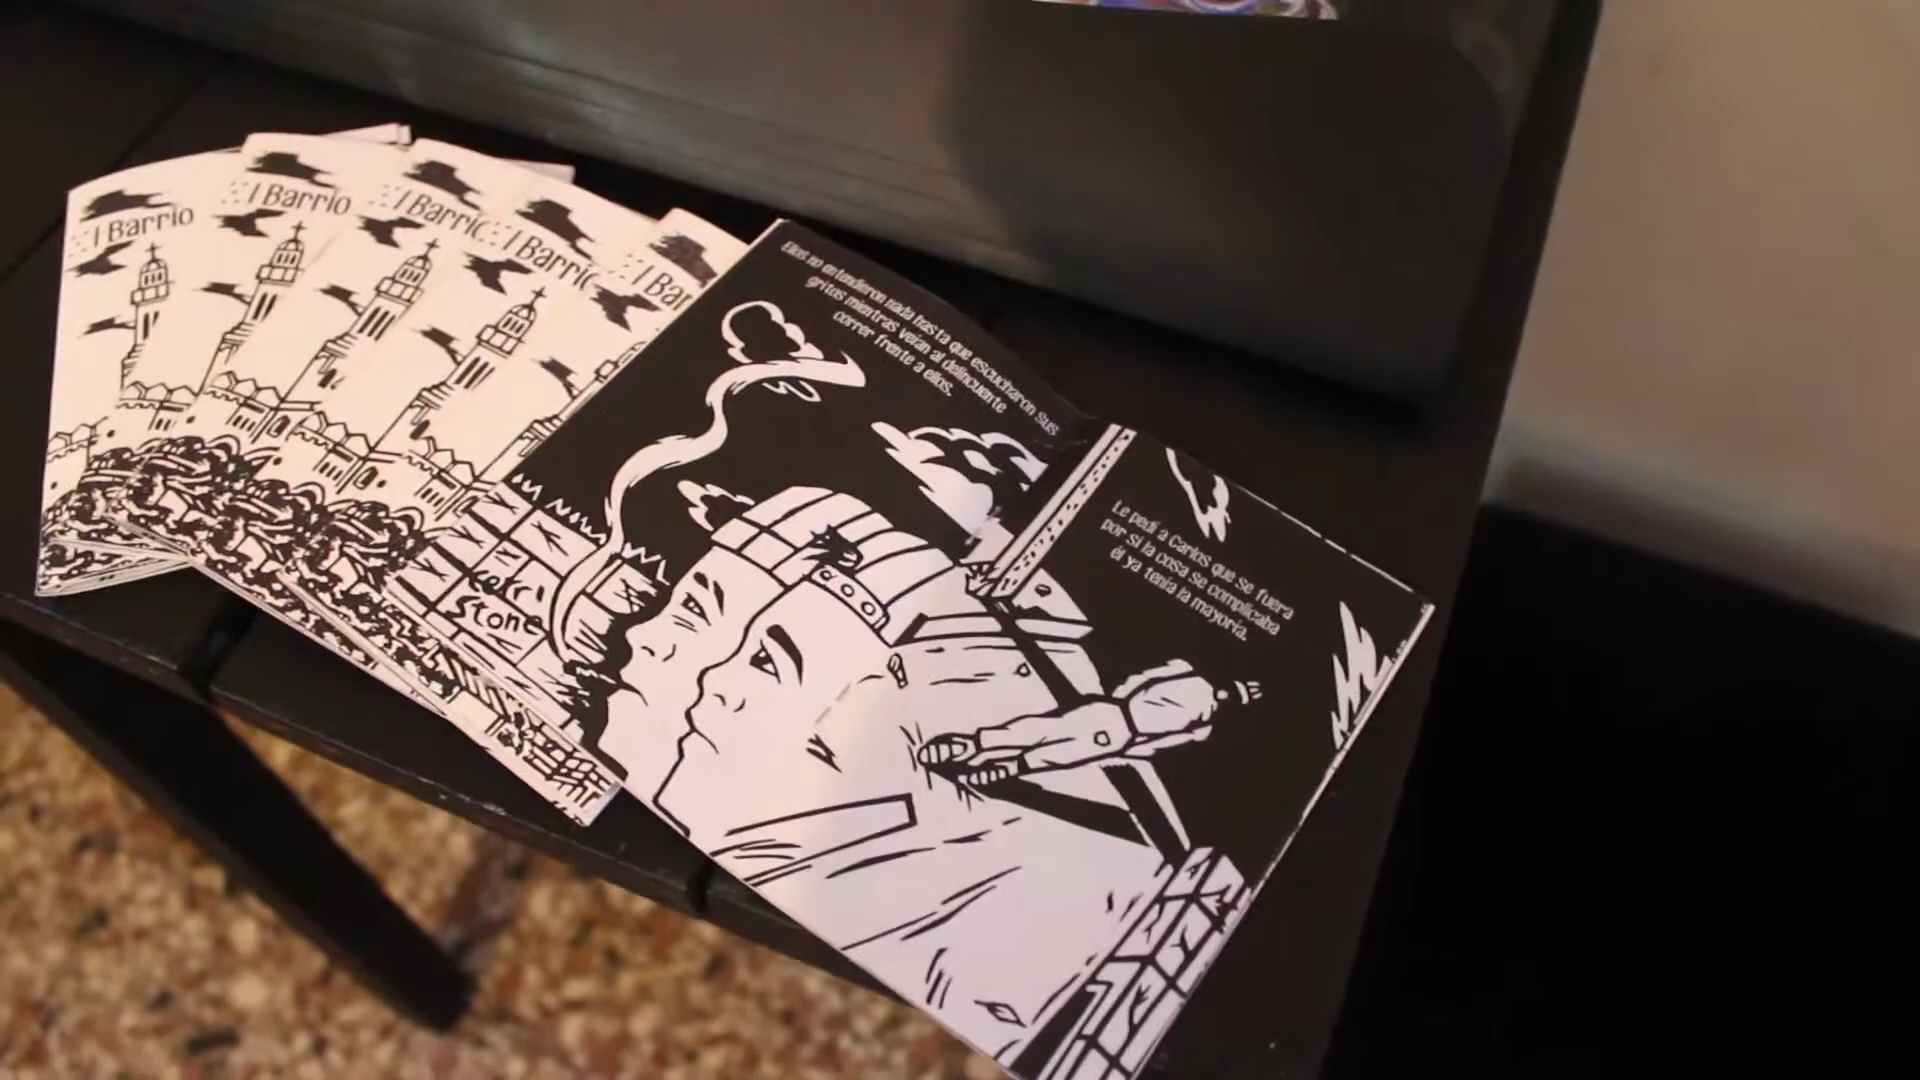 l Barrio
l Barrio
l Barrio
l Barrio
l Bar
Ellos no entendieron nada hasta que escucharon sus
gritos mientras veían al delincuente
correr frente a ellos.
Le pedí a Carlos que se fuera
por si la cosa se complicaba
él ya tenía la mayoría.
Stone